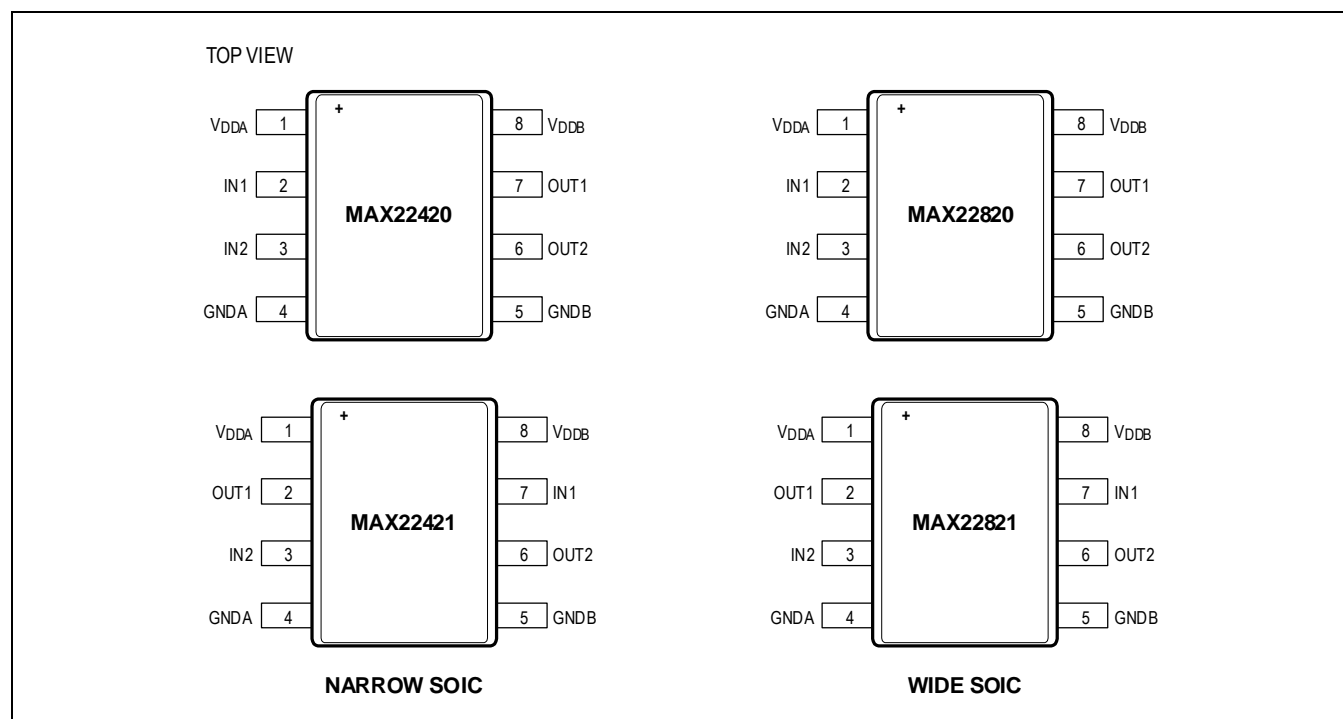 TOP VIEW
VDDA 1 + 8 VDDB
IN1 2 7 OUT1
MAX22420
IN2 3 6 OUT2
GNDA 4 5 GNDB
VDDA 1 + 8 VDDB
IN1 2 7 OUT1
MAX22820
IN2 3 6 OUT2
GNDA 4 5 GNDB
VDDA 1 + 8 VDDB
OUT1 2 7 IN1
MAX22421
IN2 3 6 OUT2
GNDA 4 5 GNDB
NARROW SOIC
VDDA 1 + 8 VDDB
OUT1 2 7 IN1
MAX22821
IN2 3 6 OUT2
GNDA 4 5 GNDB
WIDE SOIC